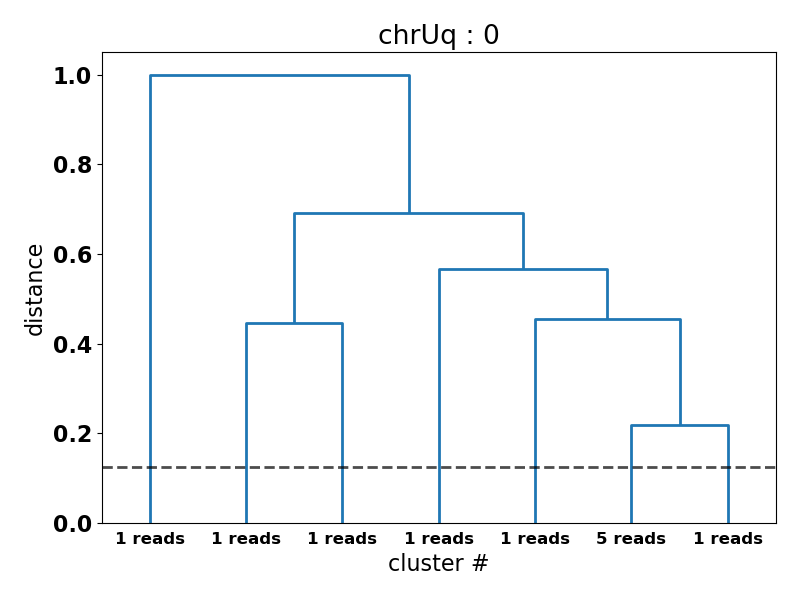 chrUq : 0
1.0
0.8
0.6
0.4
0.2
0.0
distance
1 reads 1 reads 1 reads 1 reads 1 reads 5 reads 1 reads
cluster #